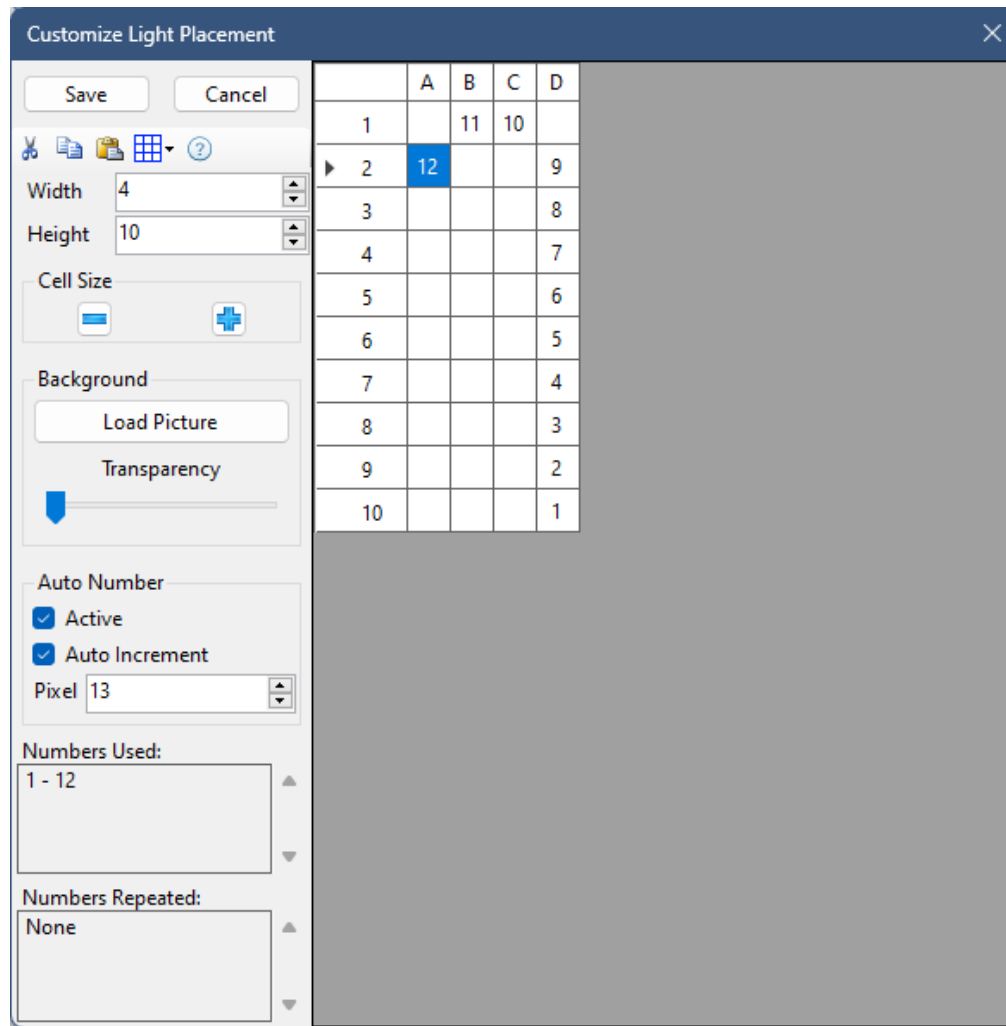 Customize Light Placement
Save Cancel
Width 4
Height 10
Cell Size
Background
Load Picture
Transparency
Auto Number
Active
Auto Increment
Pixel 13
Numbers Used:
1 - 12
Numbers Repeated:
None
A B C D
1 11 10
2 12 9
3 8
4 7
5 6
6 5
7 4
8 3
9 2
10 1